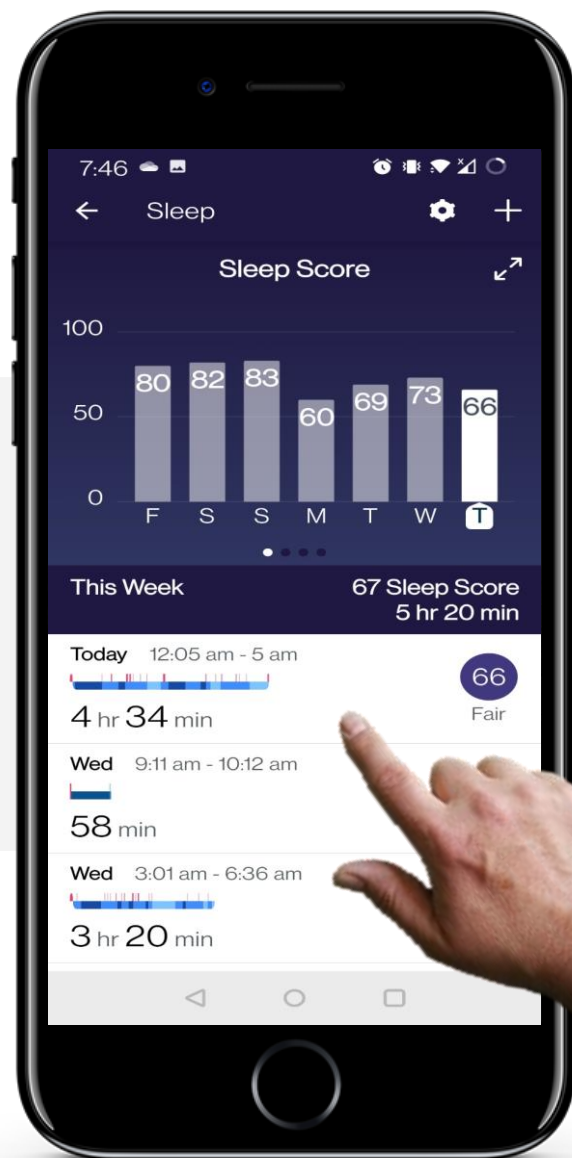 7:46
Sleep
Sleep Score
100
50
0
80 82 83 60 69 73 66
F S S M T W T
This Week 67 Sleep Score
5 hr 20 min
Today 12:05 am - 5 am
66
4 hr 34 min Fair
Wed 9:11 am - 10:12 am
58 min
Wed 3:01 am - 6:36 am
3 hr 20 min